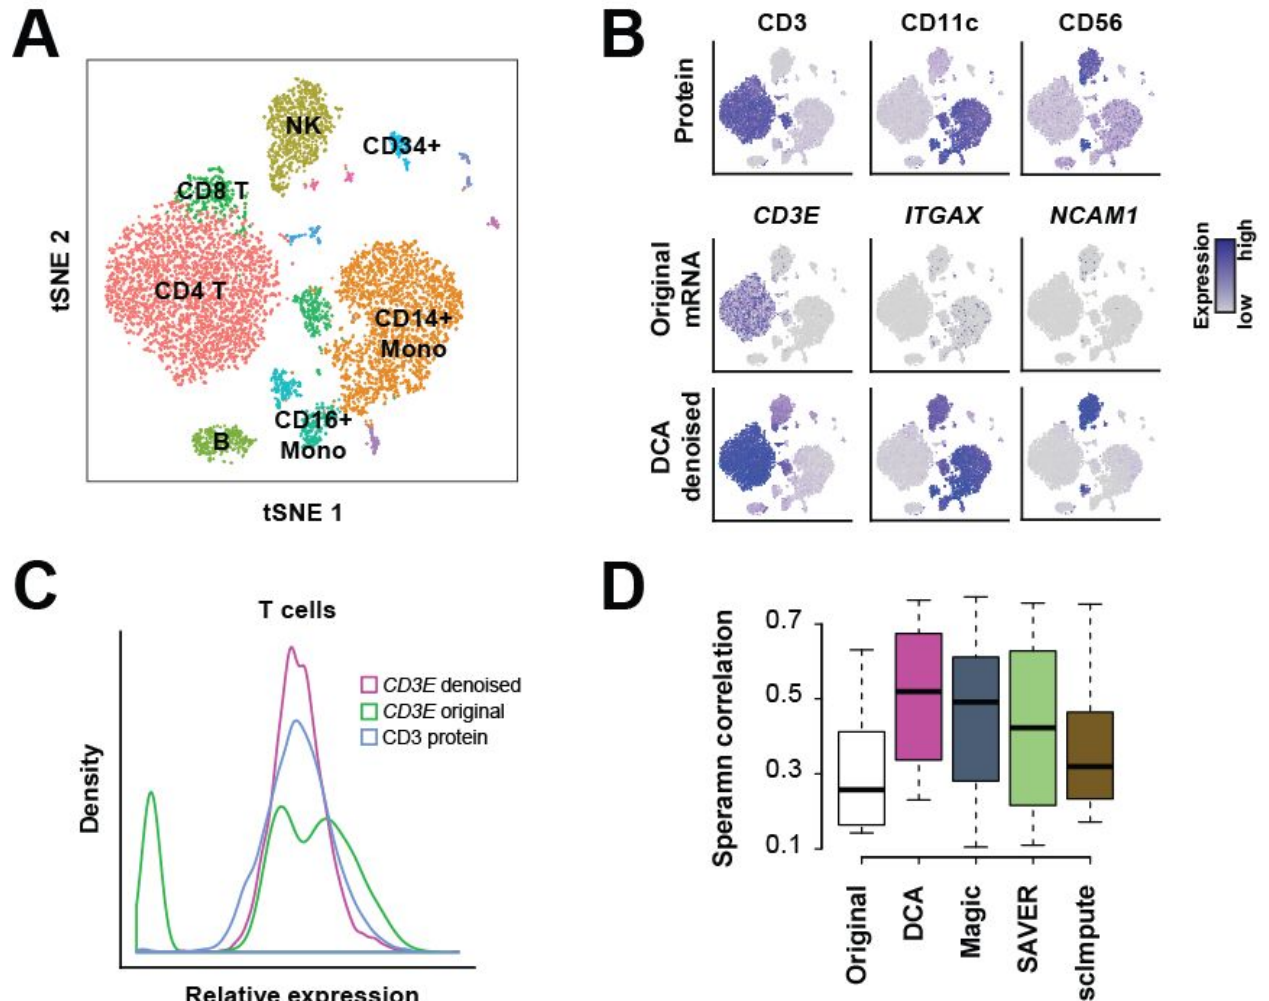 A
NK
CD34+
CD8 T
CD4 T
CD14+
Mono
CD16+
Mono
B
tSNE 2
tSNE 1
B
CD3
CD11c
CD56
Protein
CD3E
ITGAX
NCAM1
Original
mRNA
DCA
denoised
Expression
low
high
C
T cells
CD3E denoised
CD3E original
CD3 protein
Density
Relative expression
D
Speramn correlation
0.7
0.5
0.3
0.1
Original
DCA
Magic
SAVER
scImpute